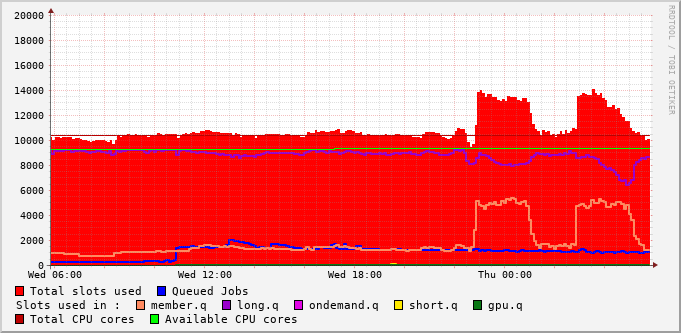 20000
18000
16000
14000
12000
10000
8000
6000
4000
2000
0
Wed 06:00 Wed 12:00 Wed 18:00 Thu 00:00
RRDTOOL / TOBI OETIKER
Total slots used Queued Jobs
Slots used in : member.q long.q ondemand.q short.q gpu.q
Total CPU cores Available CPU cores